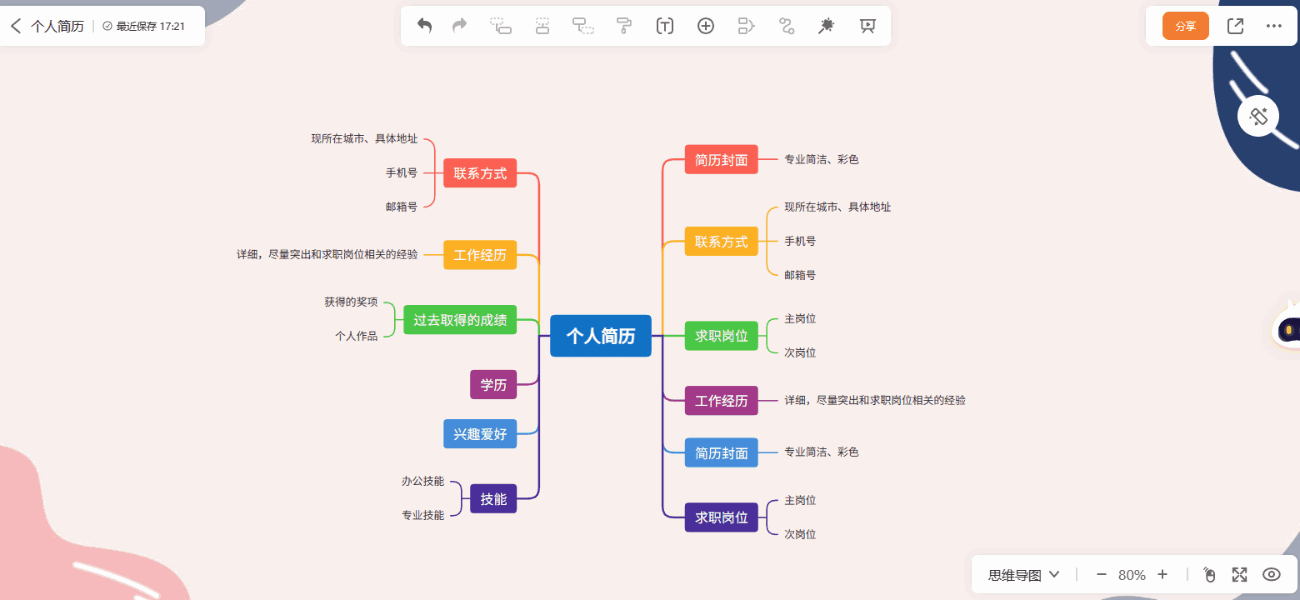 个人简历
最近保存 17:21
分享
现所在城市、具体地址
手机号
邮箱号
联系方式
详细，尽量突出和求职岗位相关的经验
工作经历
获得的奖项
个人作品
过去取得的成绩
学历
兴趣爱好
办公技能
专业技能
技能
个人简历
简历封面
专业简洁、彩色
联系方式
现所在城市、具体地址
手机号
邮箱号
求职岗位
主岗位
次岗位
工作经历
详细，尽量突出和求职岗位相关的经验
简历封面
专业简洁、彩色
求职岗位
主岗位
次岗位
思维导图
80%